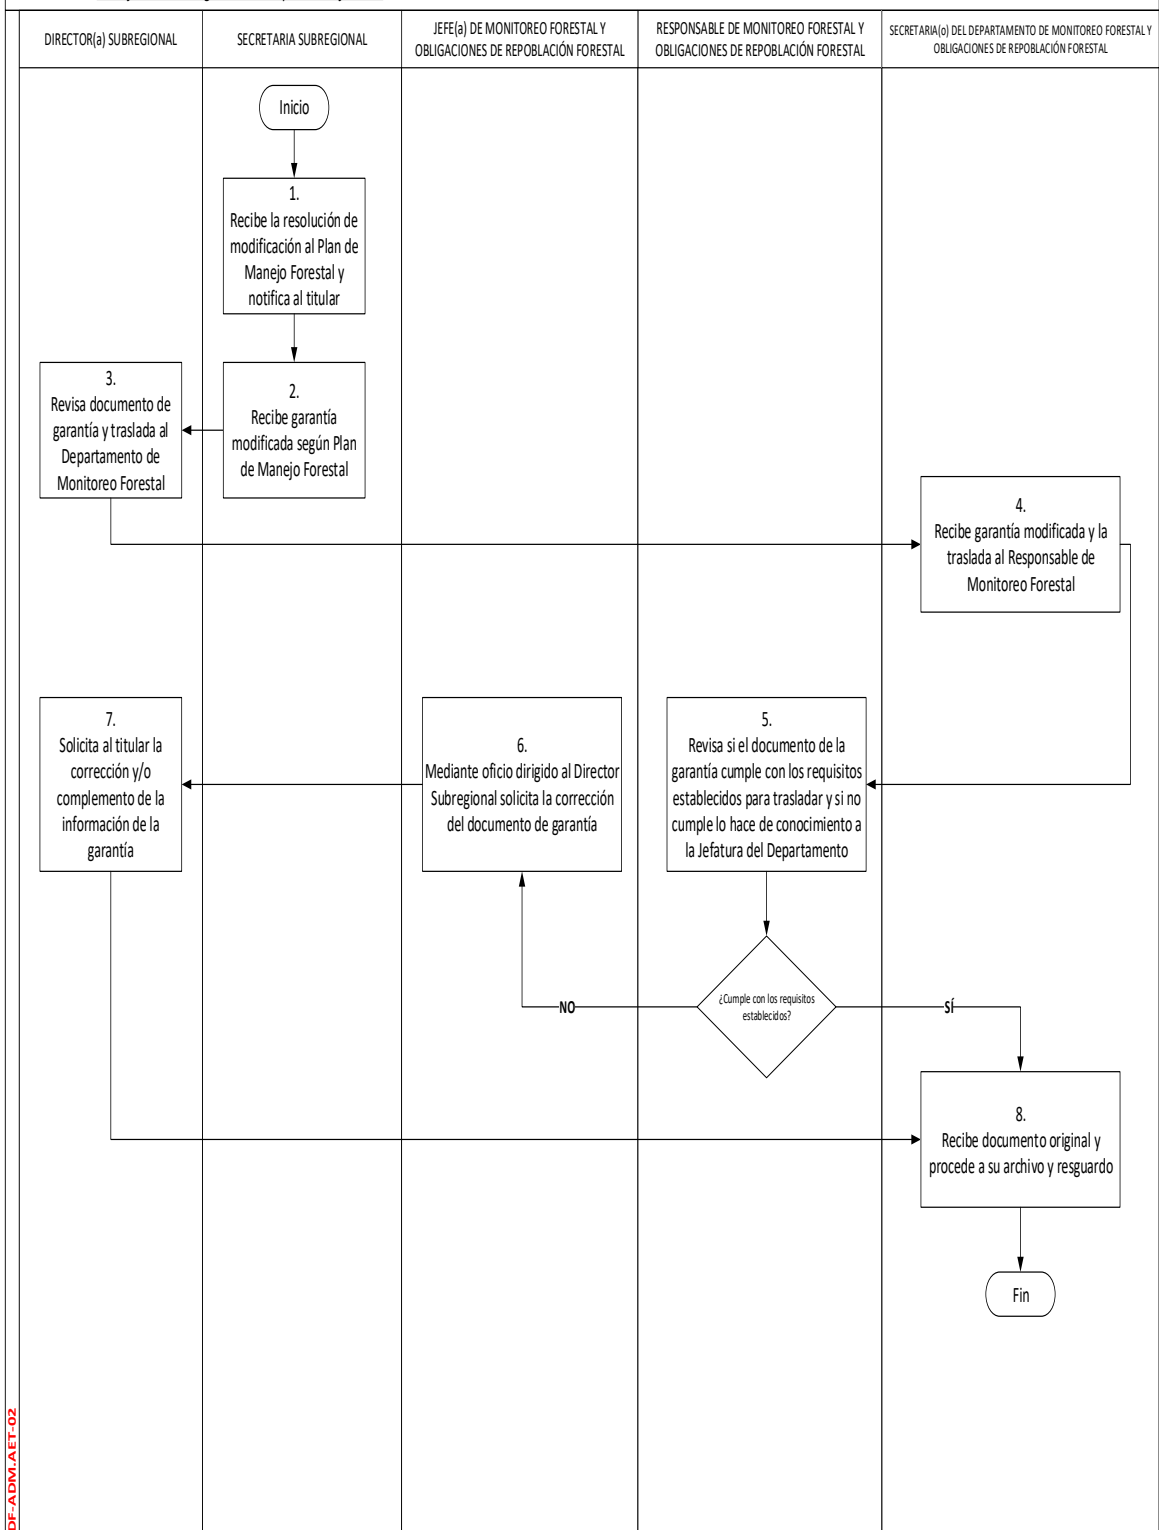 DIRECTOR(a) SUBREGIONAL
SECRETARIA SUBREGIONAL
JEFE(a) DE MONITOREO FORESTAL Y
OBLIGACIONES DE REPOBLACIÓN FORESTAL
RESPONSABLE DE MONITOREO FORESTAL Y
OBLIGACIONES DE REPOBLACIÓN FORESTAL
SECRETARIA(o) DEL DEPARTAMENTO DE MONITOREO FORESTAL Y
OBLIGACIONES DE REPOBLACIÓN FORESTAL
Inicio
1.
Recibe la resolución de
modificación al Plan de
Manejo Forestal y
notifica al titular
2.
Recibe garantía
modificada según Plan
de Manejo Forestal
3.
Revisa documento de
garantía y traslada al
Departamento de
Monitoreo Forestal
4.
Recibe garantía modificada y la
traslada al Responsable de
Monitoreo Forestal
5.
Revisa si el documento de la
garantía cumple con los requisitos
establecidos para trasladar y si no
cumple lo hace de conocimiento a
la Jefatura del Departamento
6.
Mediante oficio dirigido al Director
Subregional solicita la corrección
del documento de garantía
7.
Solicita al titular la
corrección y/o
complemento de la
información de la
garantía
¿Cumple con los requisitos
establecidos?
NO
SÍ
8.
Recibe documento original y
procede a su archivo y resguardo
Fin
DF-ADM.AET-02